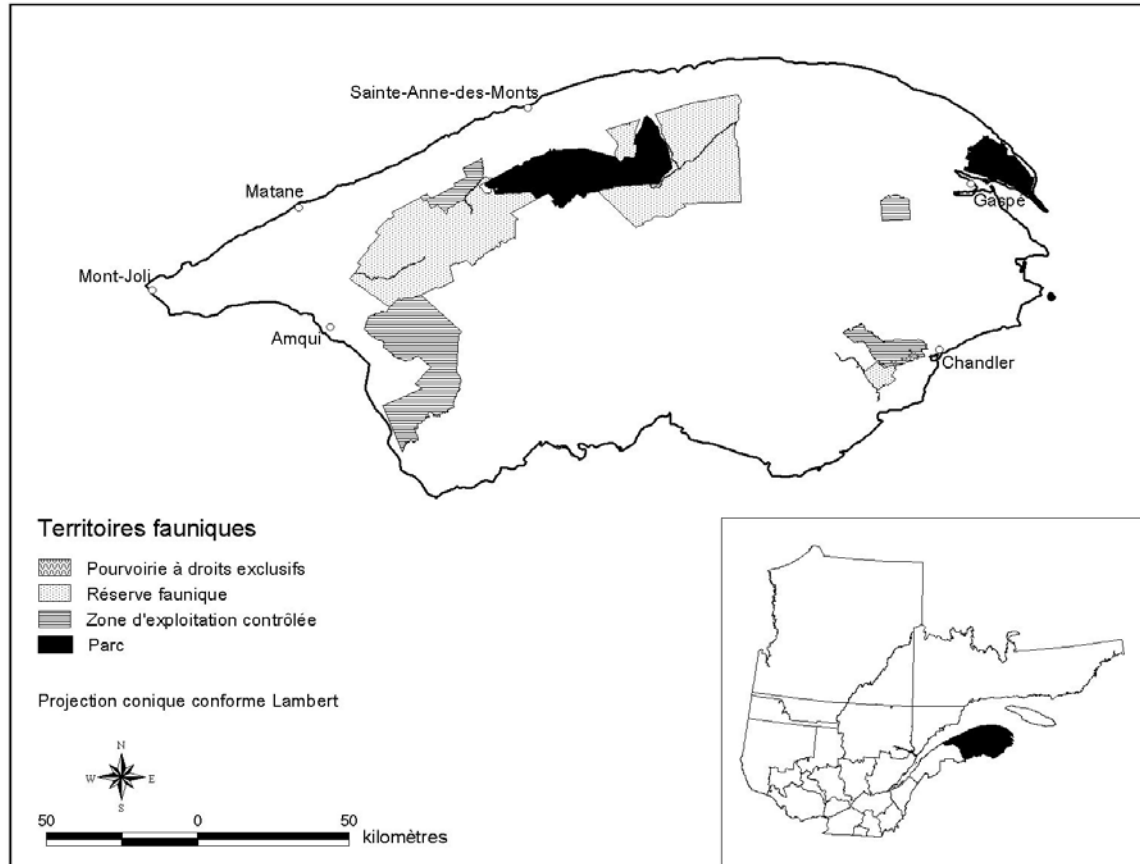 Sainte-Anne-des-Monts
Matane
Gaspé
Mont-Joli
Amqui
Chandler
Territoires fauniques
Pourvoirie à droits exclusifs
Réserve faunique
Zone d'exploitation contrôlée
Parc
Projection conique conforme Lambert
N
W E
S
50 0 50 kilomètres